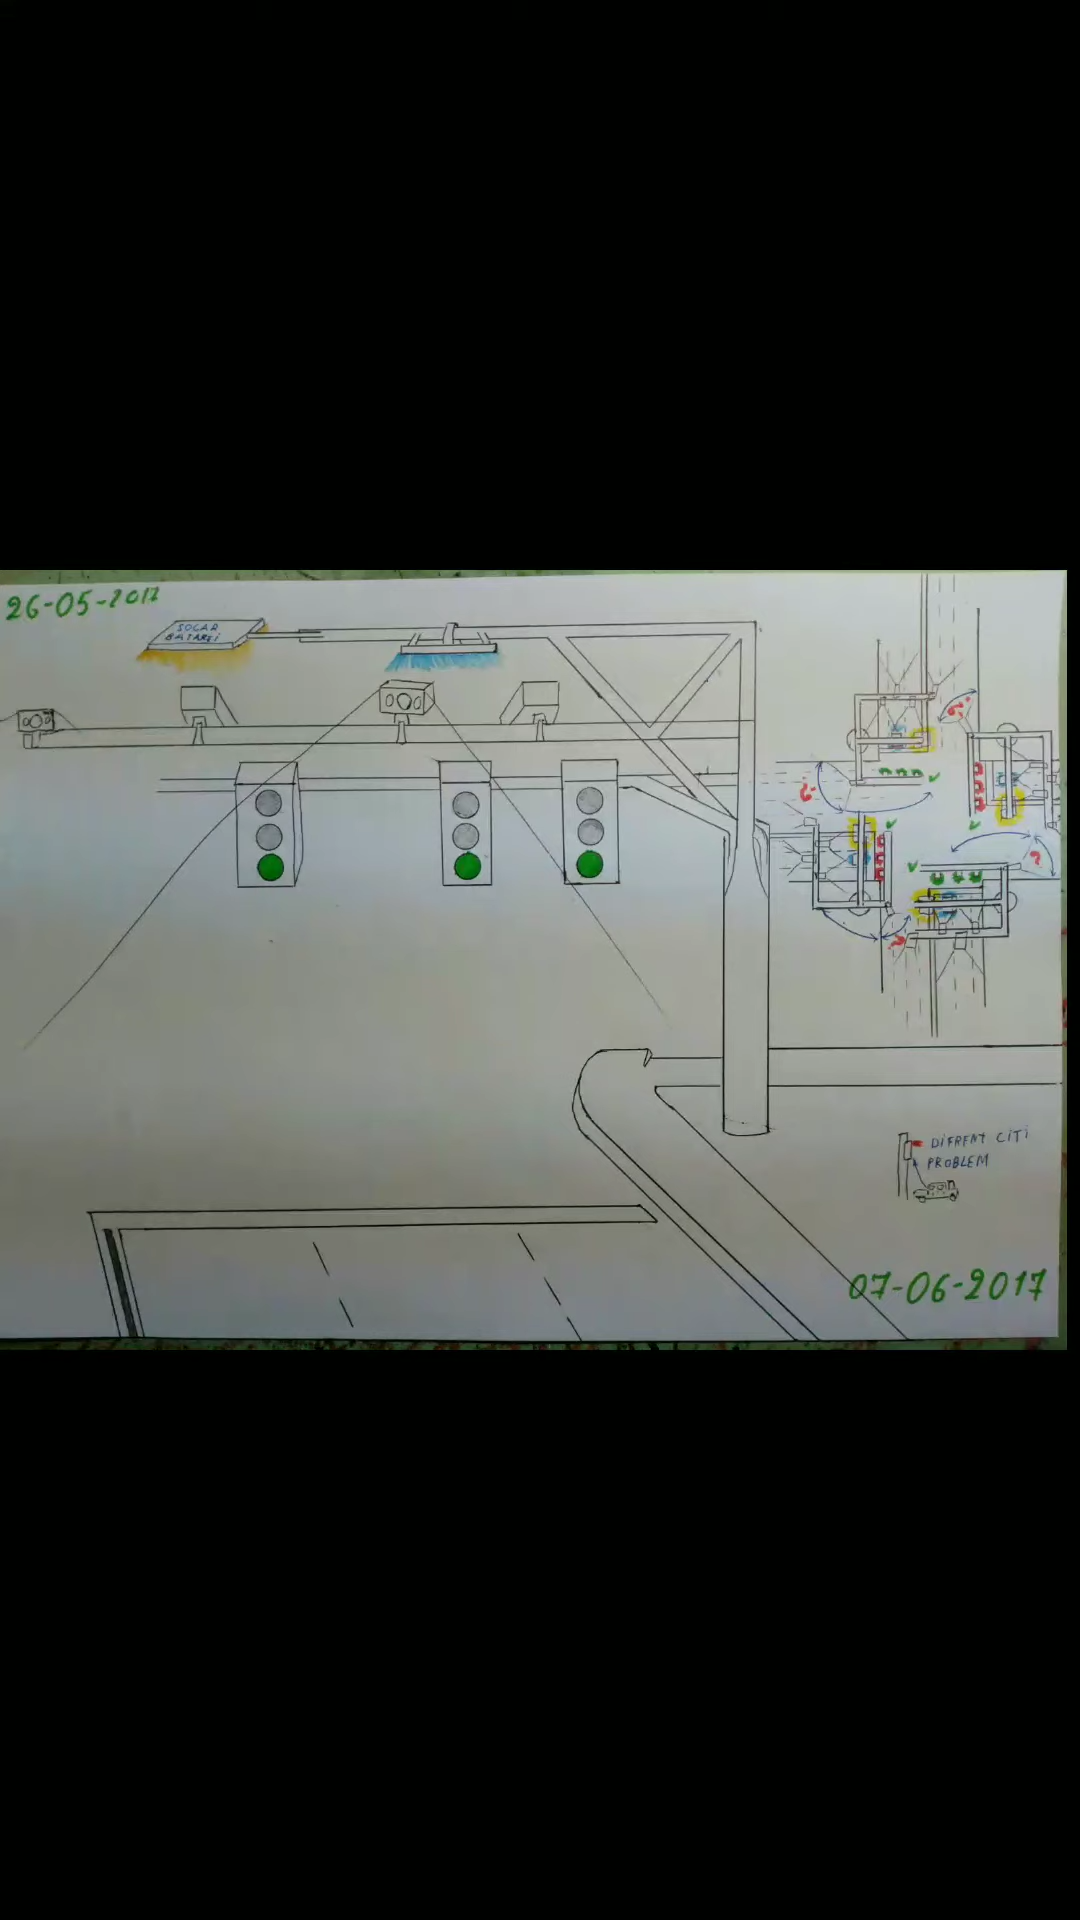 26-05-2017
SOLAR
BATAREI
DIFRENT CITI
PROBLEM
07-06-2017